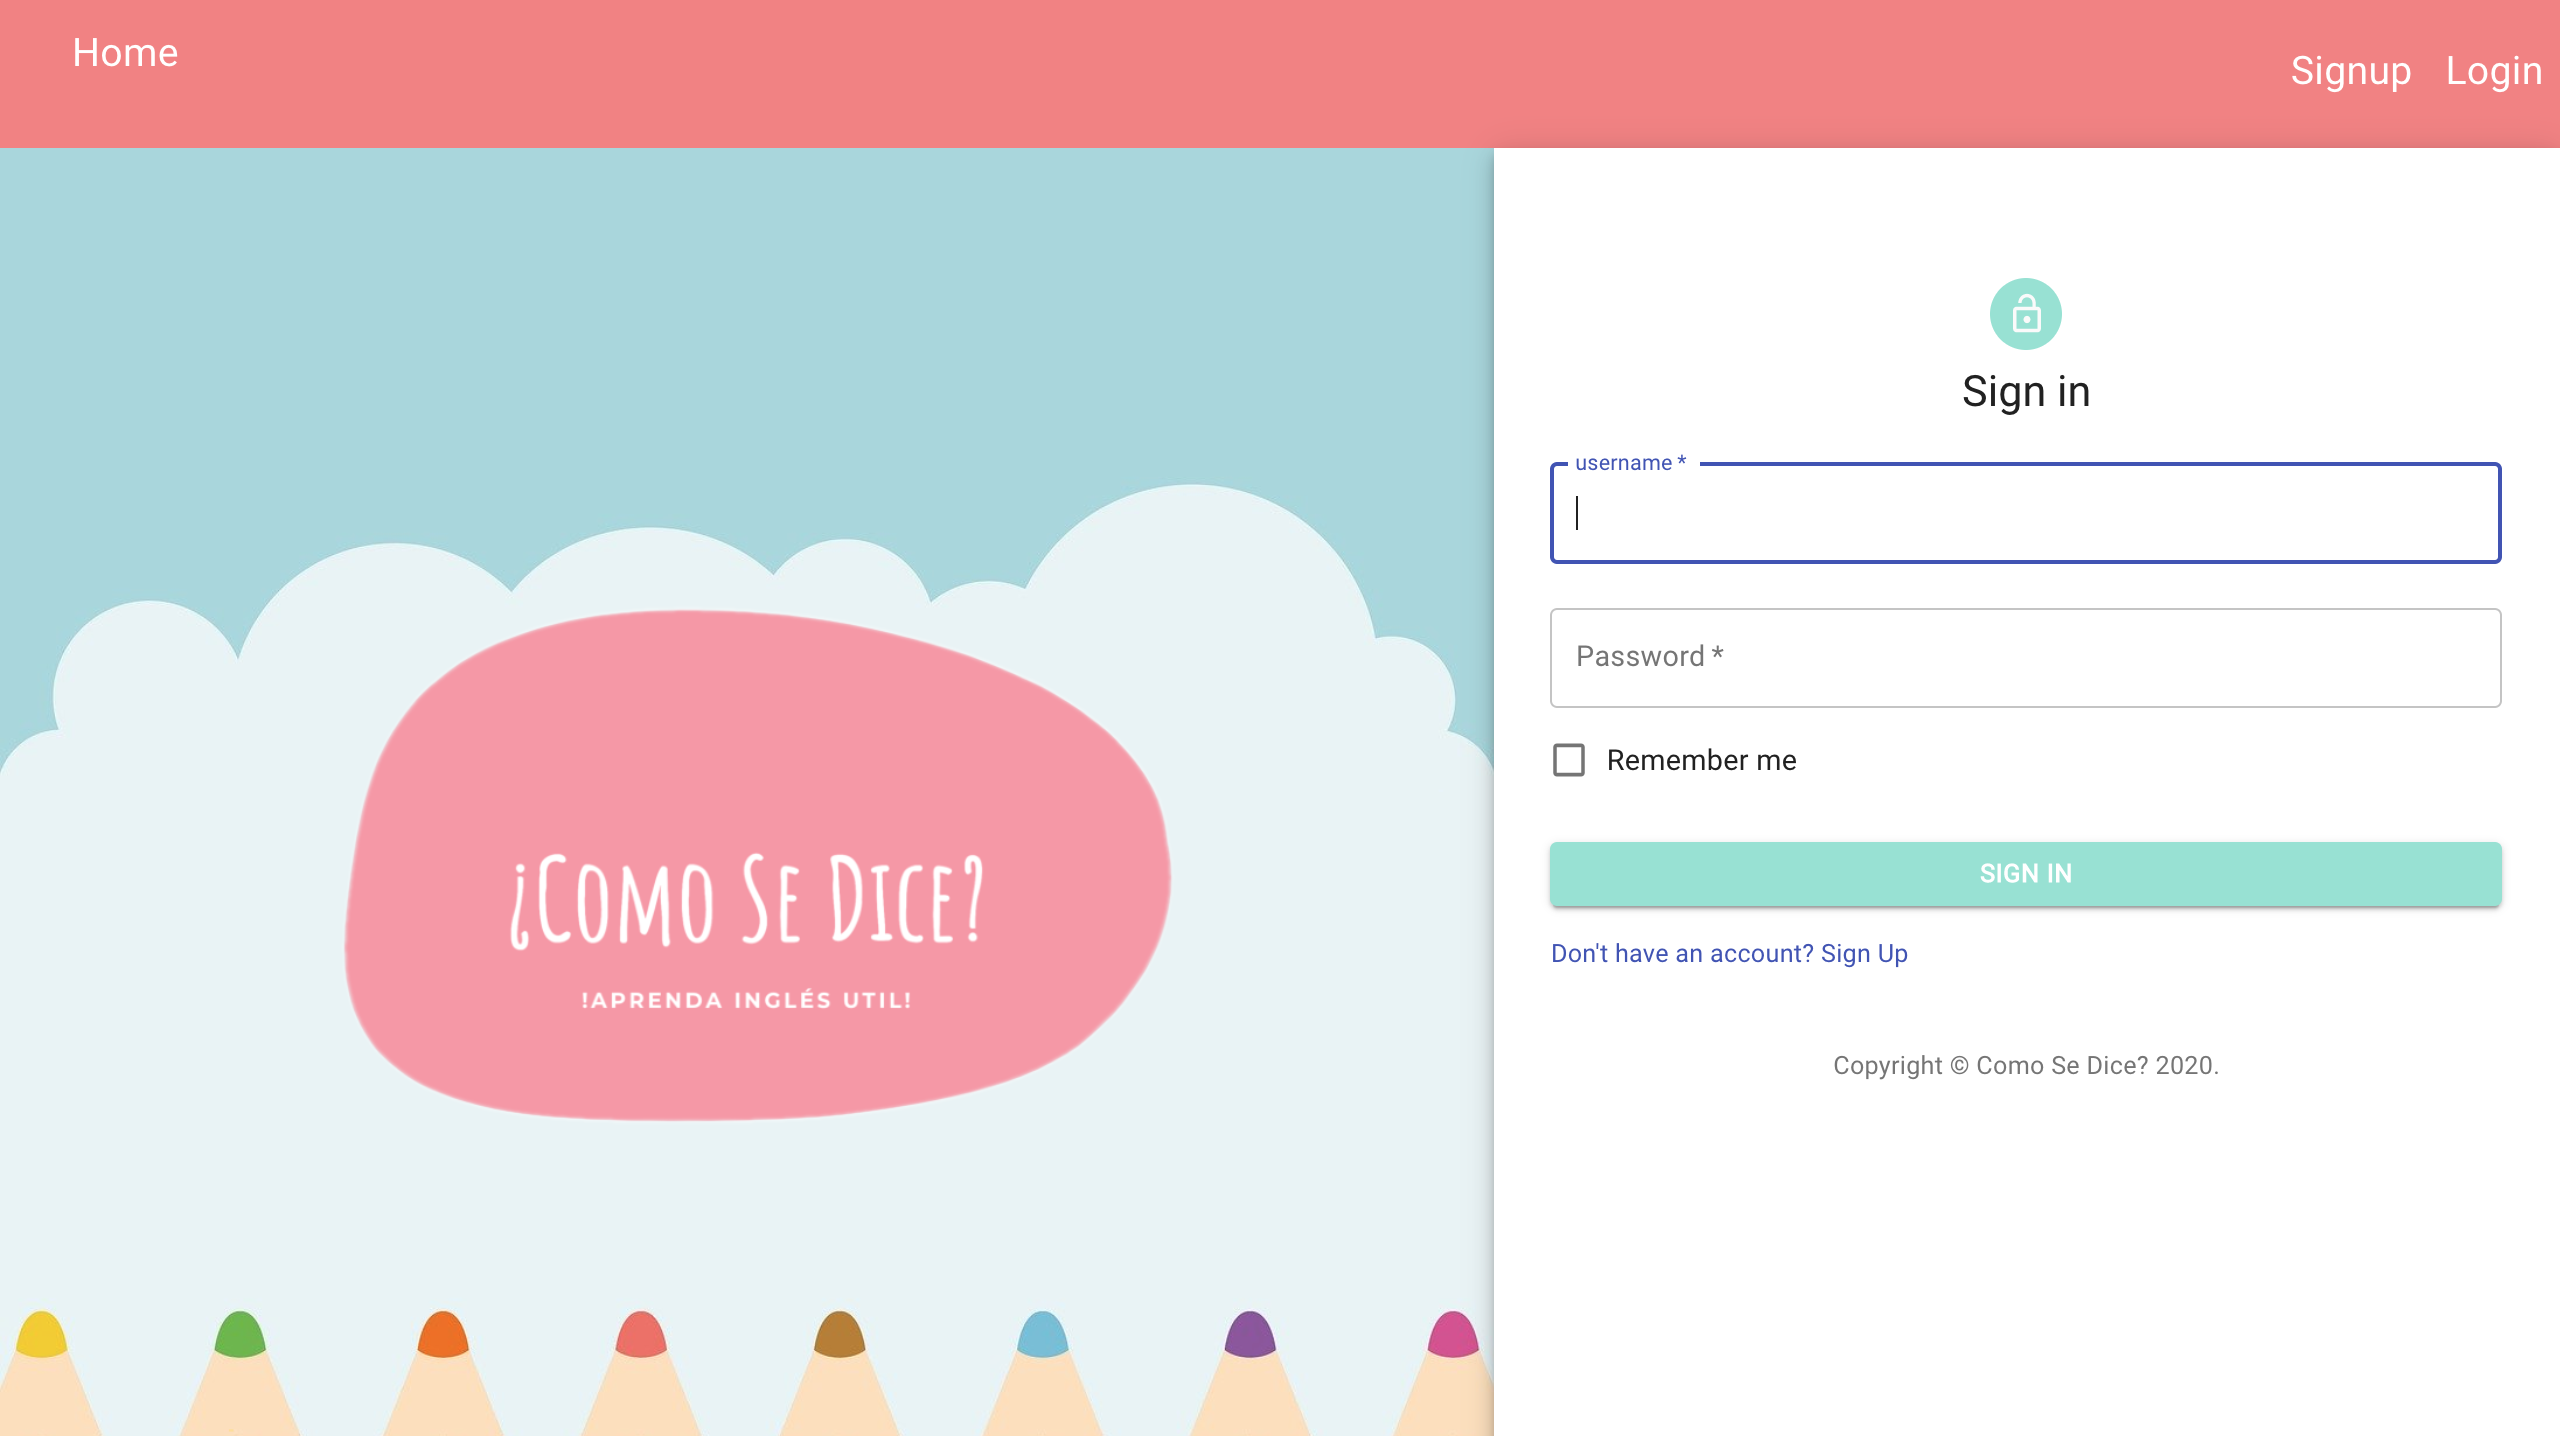 Home
Signup Login
¿Como Se Dice?
!APRENDA INGLÉS UTIL!
Sign in
username *
Password *
Remember me
SIGN IN
Don't have an account? Sign Up
Copyright © Como Se Dice? 2020.